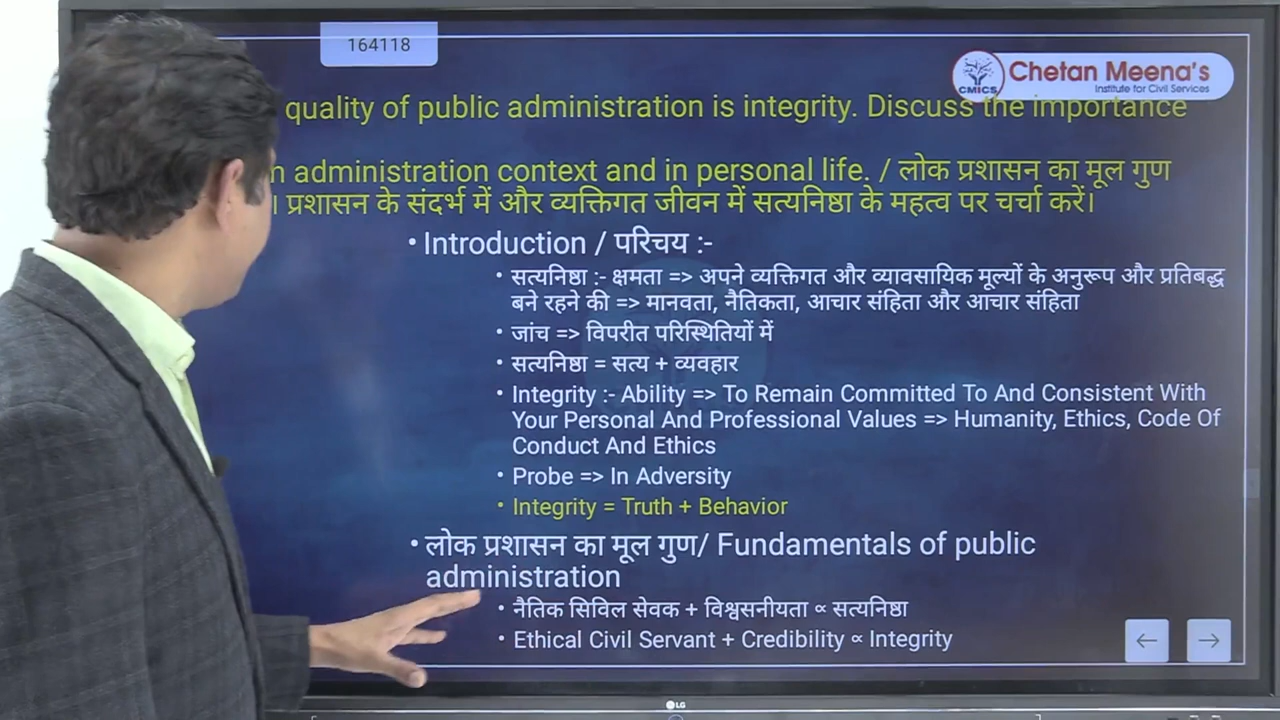 164118
Chetan Meena's
CMICS
Institute for Civil Services
quality of public administration is integrity. Discuss the importance
administration context and in personal life. / लोक प्रशासन का मूल गुण
। प्रशासन के संदर्भ में और व्यक्तिगत जीवन में सत्यनिष्ठा के महत्व पर चर्चा करें।
• Introduction / परिचय :-
• सत्यनिष्ठा :- क्षमता => अपने व्यक्तिगत और व्यावसायिक मूल्यों के अनुरूप और प्रतिबद्ध
बने रहने की => मानवता, नैतिकता, आचार संहिता और आचार संहिता
• जांच => विपरीत परिस्थितियों में
• सत्यनिष्ठा = सत्य + व्यवहार
• Integrity :- Ability => To Remain Committed To And Consistent With
Your Personal And Professional Values => Humanity, Ethics, Code Of
Conduct And Ethics
• Probe => In Adversity
• Integrity = Truth + Behavior
• लोक प्रशासन का मूल गुण/ Fundamentals of public
administration
• नैतिक सिविल सेवक + विश्वसनीयता ∝ सत्यनिष्ठा
• Ethical Civil Servant + Credibility ∝ Integrity
← →
LG